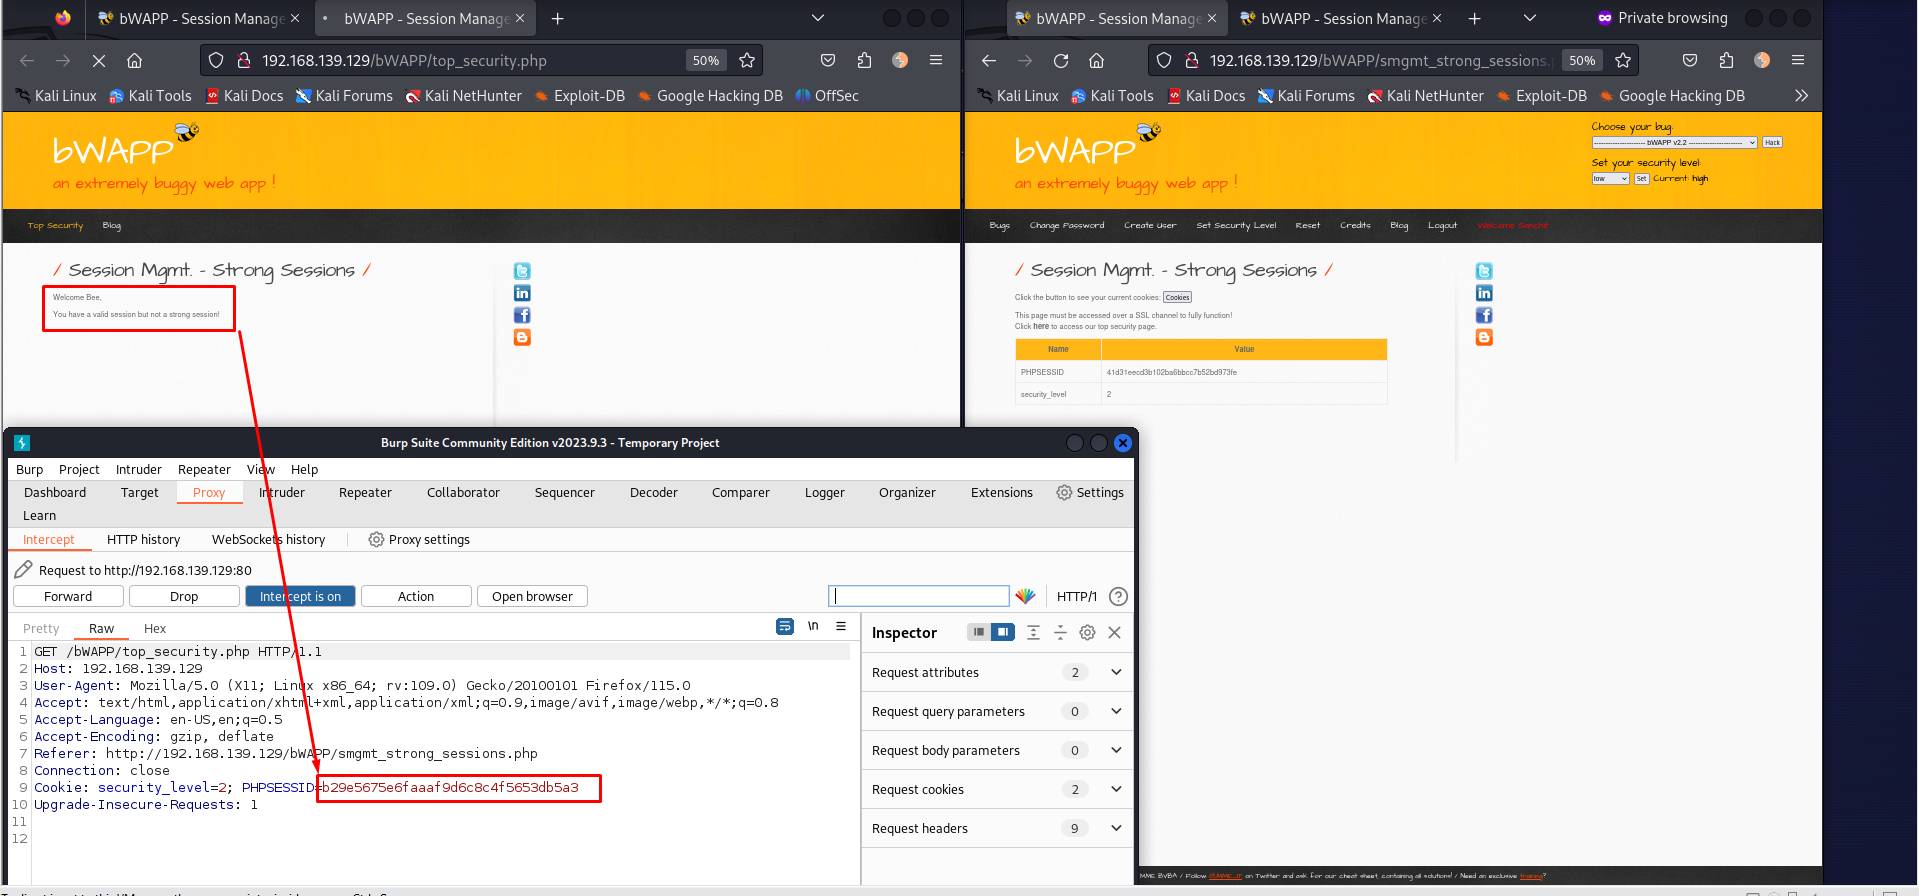 bWAPP - Session Manage
bWAPP - Session Manage
192.168.139.129/bWAPP/top_security.php
50%
Kali Linux Kali Tools Kali Docs Kali Forums Kali NetHunter Exploit-DB Google Hacking DB OffSec
bWAPP
an extremely buggy web app !
Top Security Blog
/ Session Mgmt. - Strong Sessions /
Welcome Bee,
You have a valid session but not a strong session!
bWAPP - Session Manage
bWAPP - Session Manage
Private browsing
192.168.139.129/bWAPP/smgmt_strong_sessions.p
50%
Kali Linux Kali Tools Kali Docs Kali Forums Kali NetHunter Exploit-DB Google Hacking DB
bWAPP
an extremely buggy web app !
Choose your bug:
---------------------- bWAPP v2.2 ---------------------- Hack
Set your security level:
low Set Current: high
Bugs Change Password Create User Set Security Level Reset Credits Blog Logout Welcome Sanchit
/ Session Mgmt. - Strong Sessions /
Click the button to see your current cookies: Cookies
This page must be accessed over a SSL channel to fully function!
Click here to access our top security page.
Name Value
PHPSESSID 41d31eecd3b102ba6bbcc7b52bd973fe
security_level 2
Burp Suite Community Edition v2023.9.3 - Temporary Project
Burp Project Intruder Repeater View Help
Dashboard Target Proxy Intruder Repeater Collaborator Sequencer Decoder Comparer Logger Organizer Extensions Settings
Learn
Intercept HTTP history WebSockets history Proxy settings
Request to http://192.168.139.129:80
Forward Drop Intercept is on Action Open browser HTTP/1
Pretty Raw Hex \n
1 GET /bWAPP/top_security.php HTTP/1.1
2 Host: 192.168.139.129
3 User-Agent: Mozilla/5.0 (X11; Linux x86_64; rv:109.0) Gecko/20100101 Firefox/115.0
4 Accept: text/html,application/xhtml+xml,application/xml;q=0.9,image/avif,image/webp,*/*;q=0.8
5 Accept-Language: en-US,en;q=0.5
6 Accept-Encoding: gzip, deflate
7 Referer: http://192.168.139.129/bWAPP/smgmt_strong_sessions.php
8 Connection: close
9 Cookie: security_level=2; PHPSESSID=b29e5675e6faaaf9d6c8c4f5653db5a3
10 Upgrade-Insecure-Requests: 1
11
12
Inspector
Request attributes 2
Request query parameters 0
Request body parameters 0
Request cookies 2
Request headers 9
MME BVBA / Follow @MME_IT on Twitter and ask for our cheat sheet, containing all solutions! / Need an exclusive training?